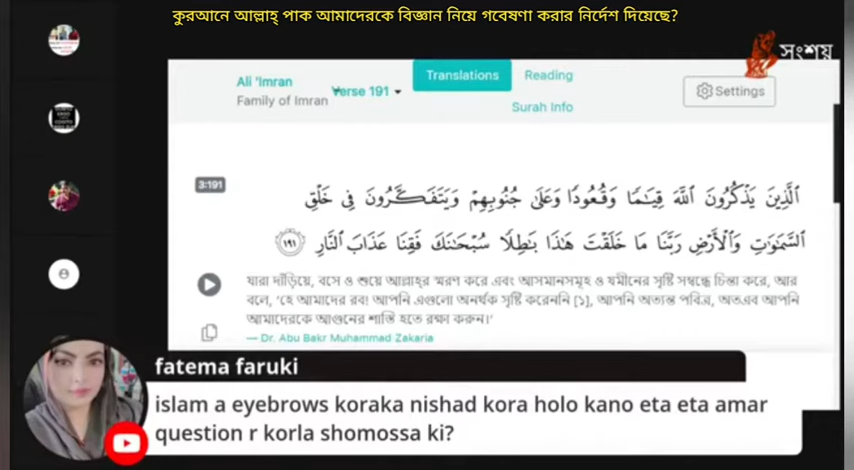 কুরআনে আল্লাহ্ পাক আমাদেরকে বিজ্ঞান নিয়ে গবেষণা করার নির্দেশ দিয়েছে?
সংশয়
Ali 'Imran
Family of Imran
Verse 191
Translations
Reading
Surah Info
Settings
3:191
ٱلَّذِينَ يَذْكُرُونَ ٱللَّهَ قِيَـٰمًا وَقُعُودًا وَعَلَىٰ جُنُوبِهِمْ وَيَتَفَكَّرُونَ فِى خَلْقِ
ٱلسَّمَـٰوَٰتِ وَٱلْأَرْضِ رَبَّنَا مَا خَلَقْتَ هَـٰذَا بَـٰطِلًا سُبْحَـٰنَكَ فَقِنَا عَذَابَ ٱلنَّارِ ١٩١
যারা দাঁড়িয়ে, বসে ও শুয়ে আল্লাহ্‌র স্মরণ করে এবং আসমানসমূহ ও যমীনের সৃষ্টি সম্বন্ধে চিন্তা করে, আর
বলে, 'হে আমাদের রব! আপনি এগুলো অনর্থক সৃষ্টি করেননি [১], আপনি অত্যন্ত পবিত্র, অতএব আপনি
আমাদেরকে আগুনের শাস্তি হতে রক্ষা করুন।'
— Dr. Abu Bakr Muhammad Zakaria
fatema faruki
islam a eyebrows koraka nishad kora holo kano eta eta amar
question r korla shomossa ki?